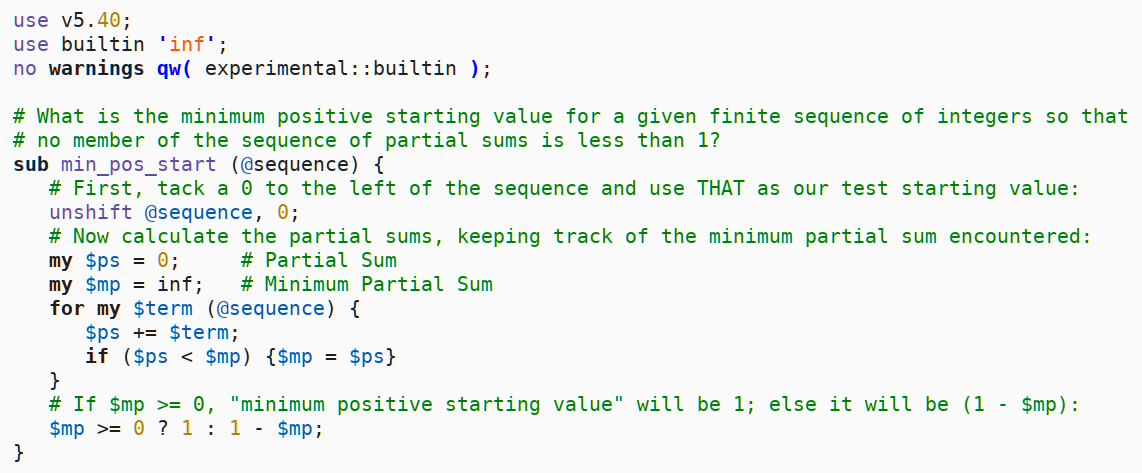 use v5.40;
use builtin 'inf';
no warnings qw( experimental::builtin );

# What is the minimum positive starting value for a given finite sequence of integers so that
# no member of the sequence of partial sums is less than 1?
sub min_pos_start (@sequence) {
   # First, tack a 0 to the left of the sequence and use THAT as our test starting value:
   unshift @sequence, 0;
   # Now calculate the partial sums, keeping track of the minimum partial sum encountered:
   my $ps = 0;     # Partial Sum
   my $mp = inf;   # Minimum Partial Sum
   for my $term (@sequence) {
      $ps += $term;
      if ($ps < $mp) {$mp = $ps}
   }
   # If $mp >= 0, "minimum positive starting value" will be 1; else it will be (1 - $mp):
   $mp >= 0 ? 1 : 1 - $mp;
}